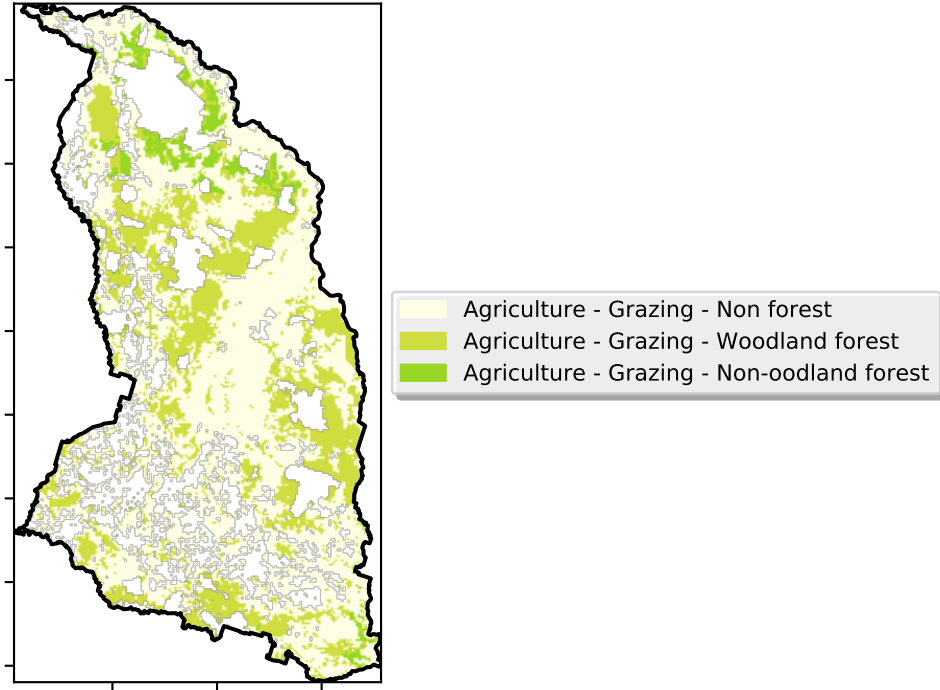 Agriculture - Grazing - Non forest
Agriculture - Grazing - Woodland forest
Agriculture - Grazing - Non-oodland forest